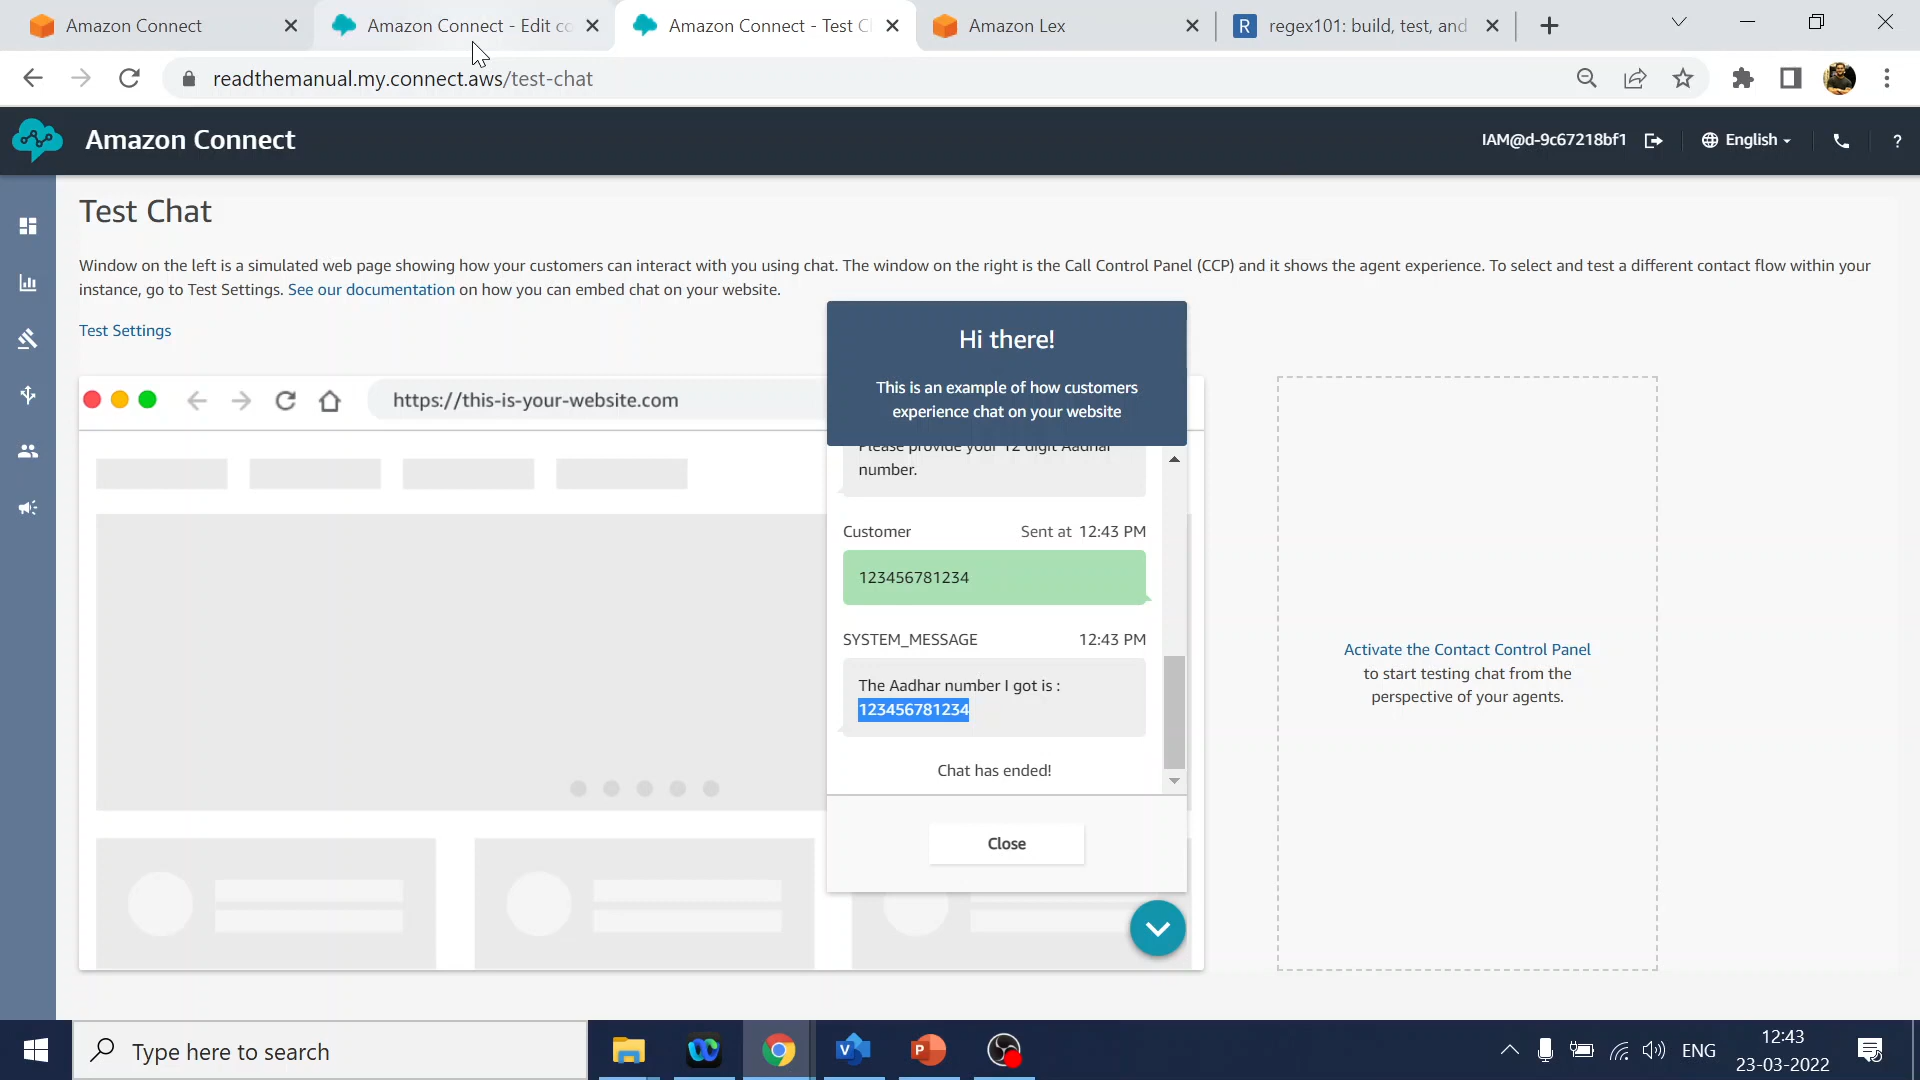 Amazon Connect
Amazon Connect - Edit co
Amazon Connect - Test C
Amazon Lex
R
regex101: build, test, and
readthemanual.my.connect.aws/test-chat
Amazon Connect
IAM@d-9c67218bf1
English
?
Test Chat
Window on the left is a simulated web page showing how your customers can interact with you using chat. The window on the right is the Call Control Panel (CCP) and it shows the agent experience. To select and test a different contact flow within your
instance, go to Test Settings. See our documentation on how you can embed chat on your website.
Test Settings
https://this-is-your-website.com
Hi there!
This is an example of how customers
experience chat on your website
Please provide your 12 digit Aadhar
number.
Customer
Sent at 12:43 PM
123456781234
SYSTEM_MESSAGE
12:43 PM
The Aadhar number I got is :
123456781234
Chat has ended!
Close
Activate the Contact Control Panel
to start testing chat from the
perspective of your agents.
Type here to search
V
P
ENG
12:43
23-03-2022